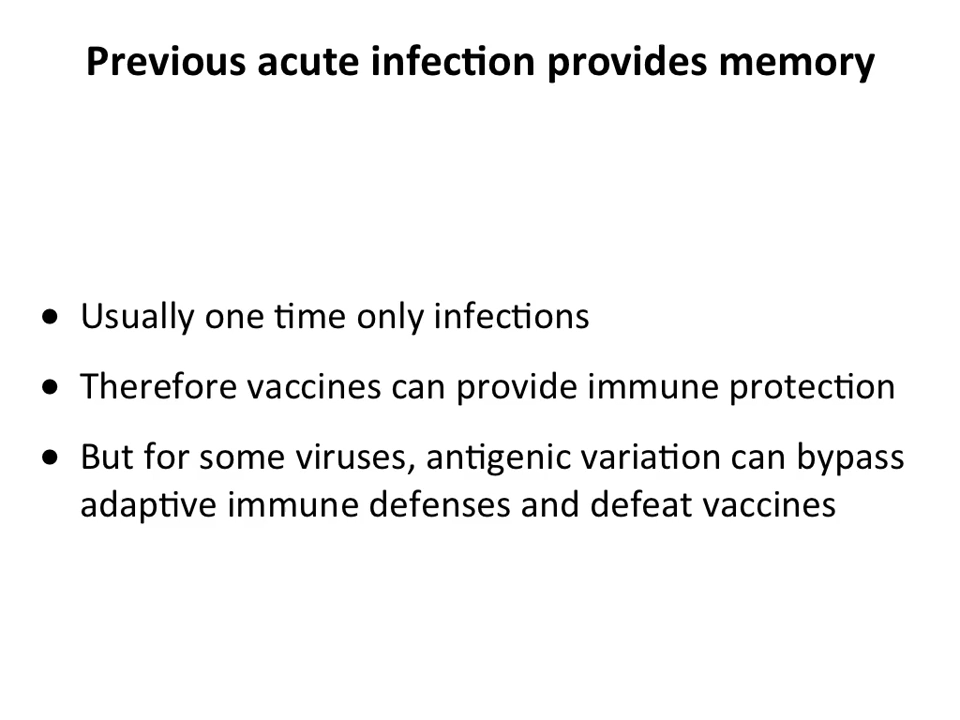 Previous acute infection provides memory
● Usually one time only infections
● Therefore vaccines can provide immune protection
● But for some viruses, antigenic variation can bypass
adaptive immune defenses and defeat vaccines